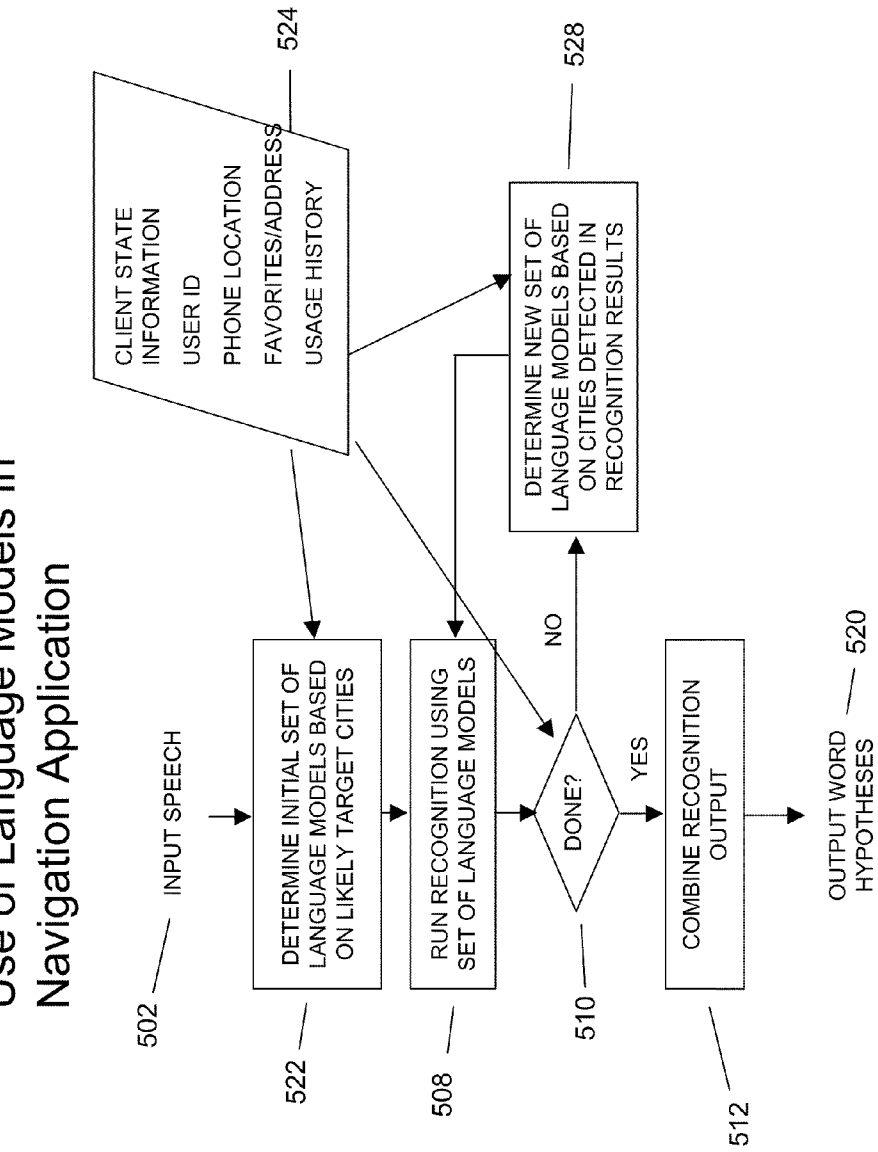 Use of Language Models in
Navigation Application
502
INPUT SPEECH
524
CLIENT STATE
INFORMATION
USER ID
PHONE LOCATION
FAVORITES/ADDRESS
USAGE HISTORY
522
DETERMINE INITIAL SET OF
LANGUAGE MODELS BASED
ON LIKELY TARGET CITIES
508
RUN RECOGNITION USING
SET OF LANGUAGE MODELS
528
DETERMINE NEW SET OF
LANGUAGE MODELS BASED
ON CITIES DETECTED IN
RECOGNITION RESULTS
510
DONE?
NO
YES
512
COMBINE RECOGNITION
OUTPUT
OUTPUT WORD
HYPOTHESES
520